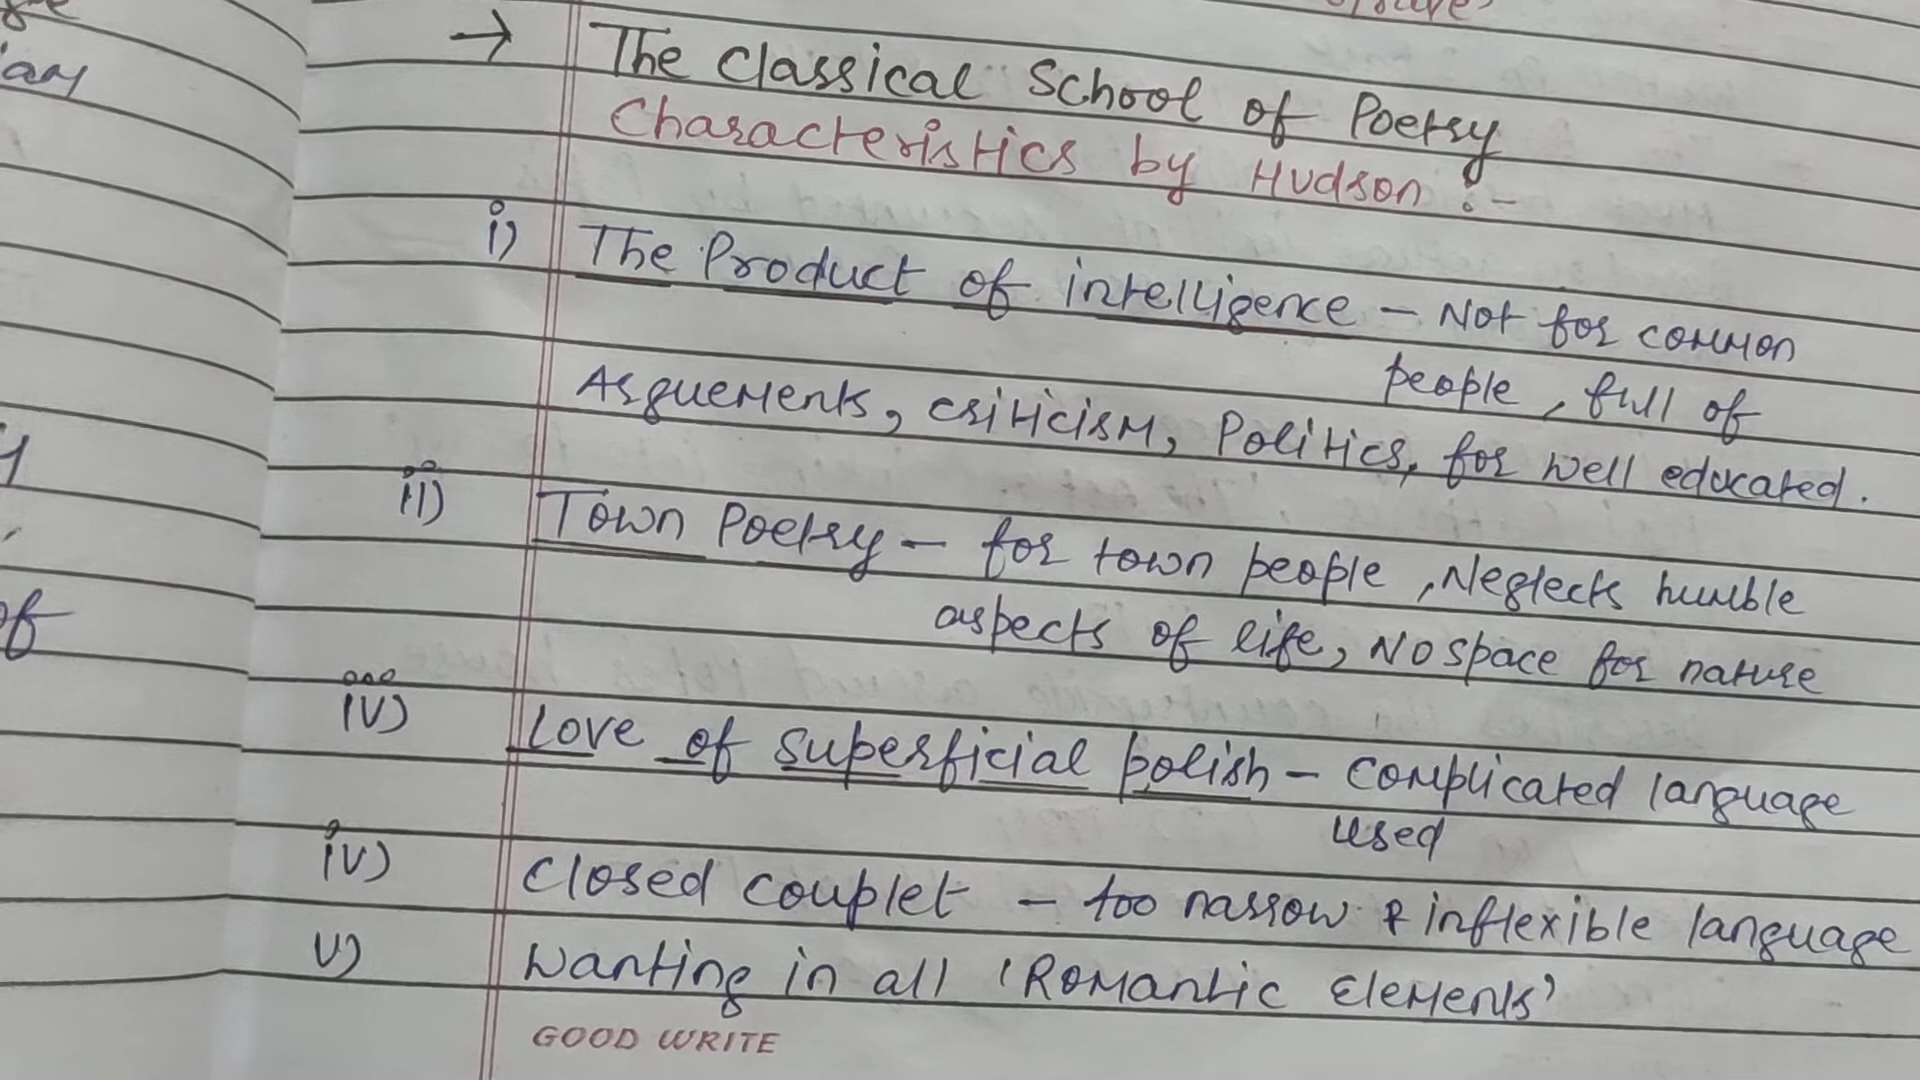 ay
→ The Classical School of Poetry
Characteristics by Hudson :-
i) The Product of intelligence - Not for common
people, full of
Arguements, criticism, Politics, for well educated.
ii) Town Poetry - for town people, Neglects humble
aspects of life, No space for nature
of
iv) Love of superficial polish - complicated language
used
iv) Closed couplet - too narrow & inflexible language
v) Wanting in all 'Romantic Elements'
GOOD WRITE